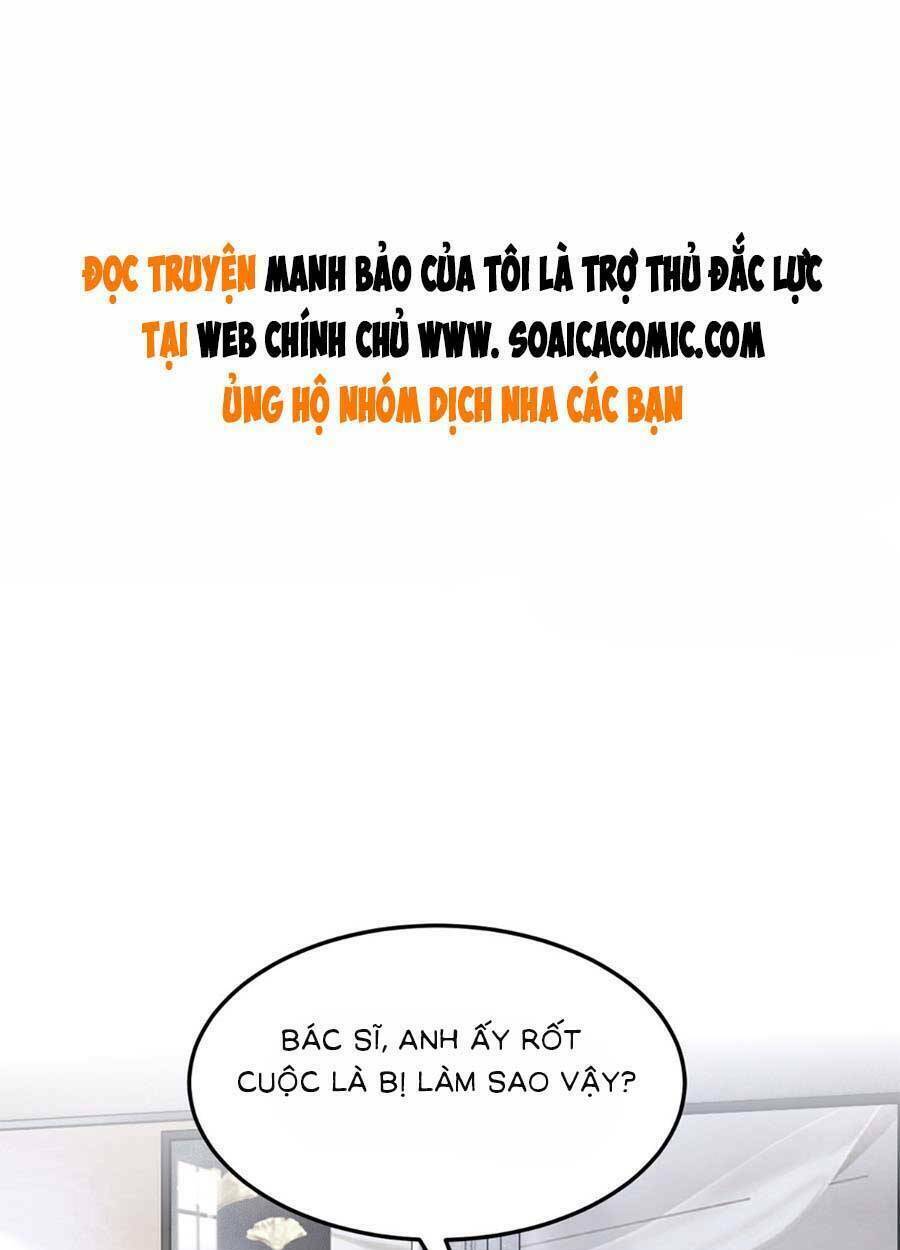 ĐỌC TRUYỆN MANH BẢO CỦA TÔI LÀ TRỢ THỦ ĐẮC LỰC
TẠI WEB CHÍNH CHỦ WWW. SOAICACOMIC.COM
ỦNG HỘ NHÓM DỊCH NHA CÁC BẠN
BÁC SĨ, ANH ẤY RỐT
CUỘC LÀ BỊ LÀM SAO VẬY?